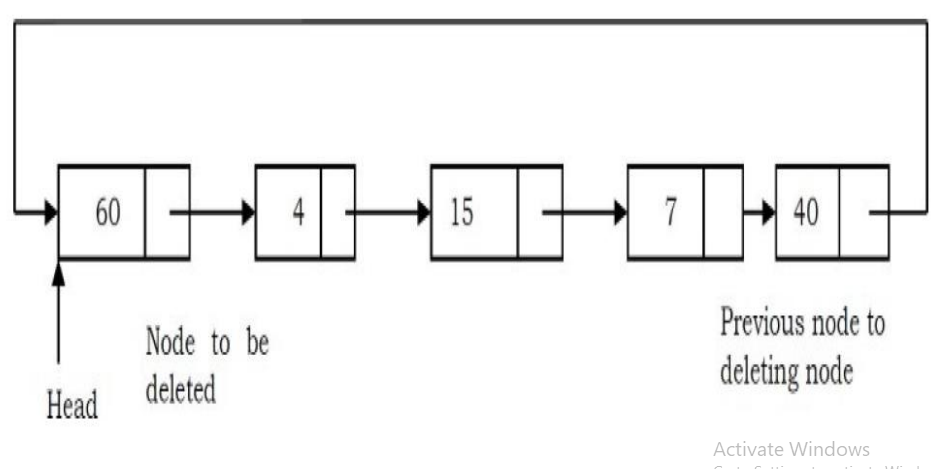 60 4 15 7 40
Previous node to
deleting node
Node to be
deleted
Head
Activate Windows